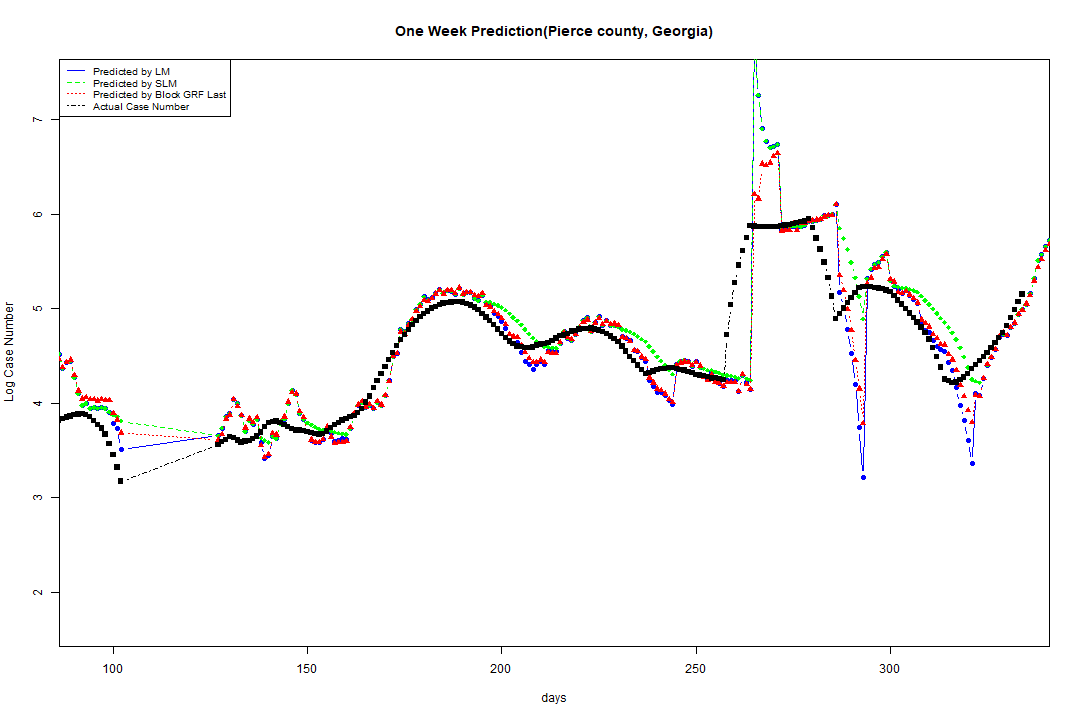 One Week Prediction(Pierce county, Georgia)
Predicted by LM
Predicted by SLM
Predicted by Block GRF Last
Actual Case Number
7
6
5
4
3
2
Log Case Number
100 150 200 250 300
days